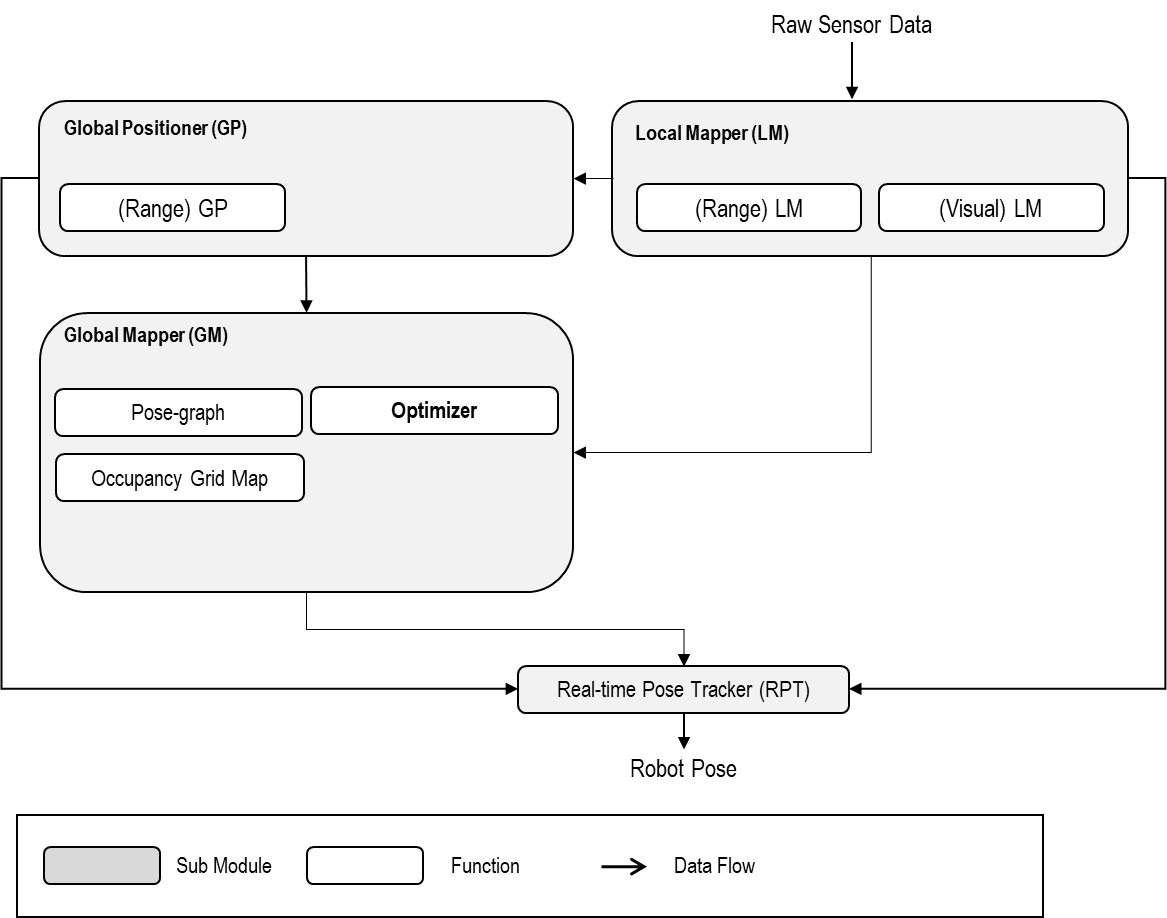 Raw Sensor Data
Global Positioner (GP)
Local Mapper (LM)
(Range) GP
(Range) LM
(Visual) LM
Global Mapper (GM)
Pose-graph
Optimizer
Occupancy Grid Map
Real-time Pose Tracker (RPT)
Robot Pose
Sub Module
Function
Data Flow